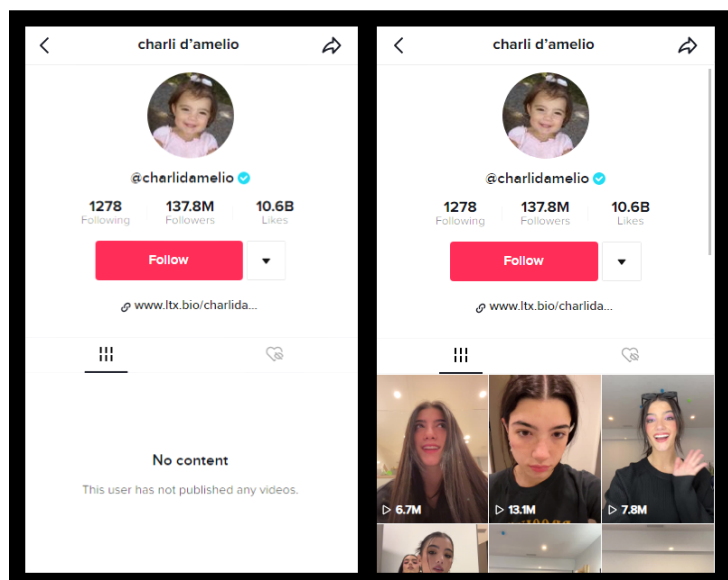 charli d'amelio
@charlidamelio
1278 137.8M 10.6B
Following Followers Likes
Follow
www.ltx.bio/charlida...
No content
This user has not published any videos.
charli d'amelio
@charlidamelio
1278 137.8M 10.6B
Following Followers Likes
Follow
www.ltx.bio/charlida...
6.7M 13.1M 7.8M